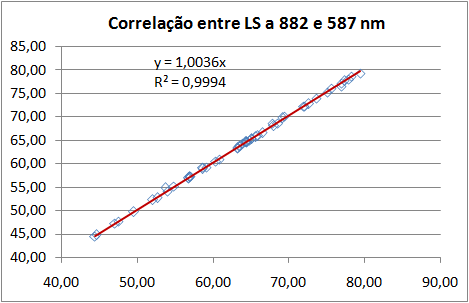 Correlação entre LS a 882 e 587 nm
y = 1,0036x
R² = 0,9994
85,00
80,00
75,00
70,00
65,00
60,00
55,00
50,00
45,00
40,00
40,00 50,00 60,00 70,00 80,00 90,00